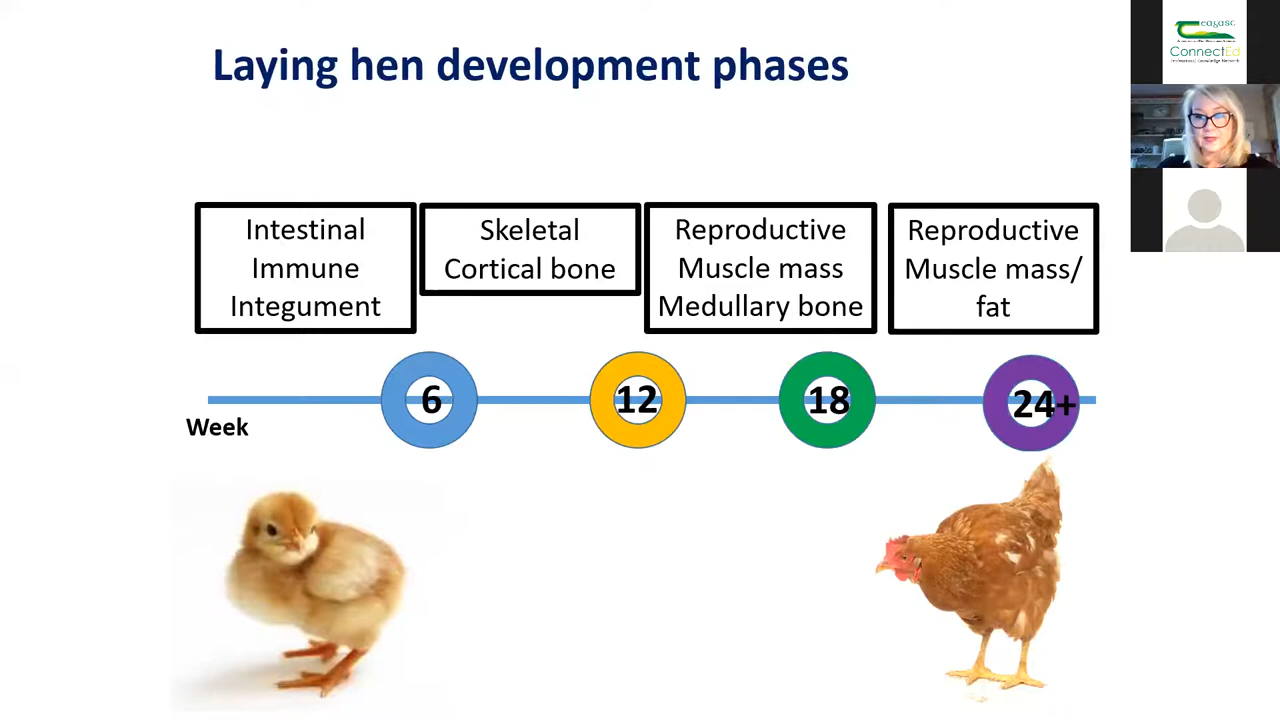 Laying hen development phases
Intestinal
Immune
Integument
Skeletal
Cortical bone
Reproductive
Muscle mass
Medullary bone
Reproductive
Muscle mass/
fat
6
12
18
24+
Week
eagasc
ConnectEd